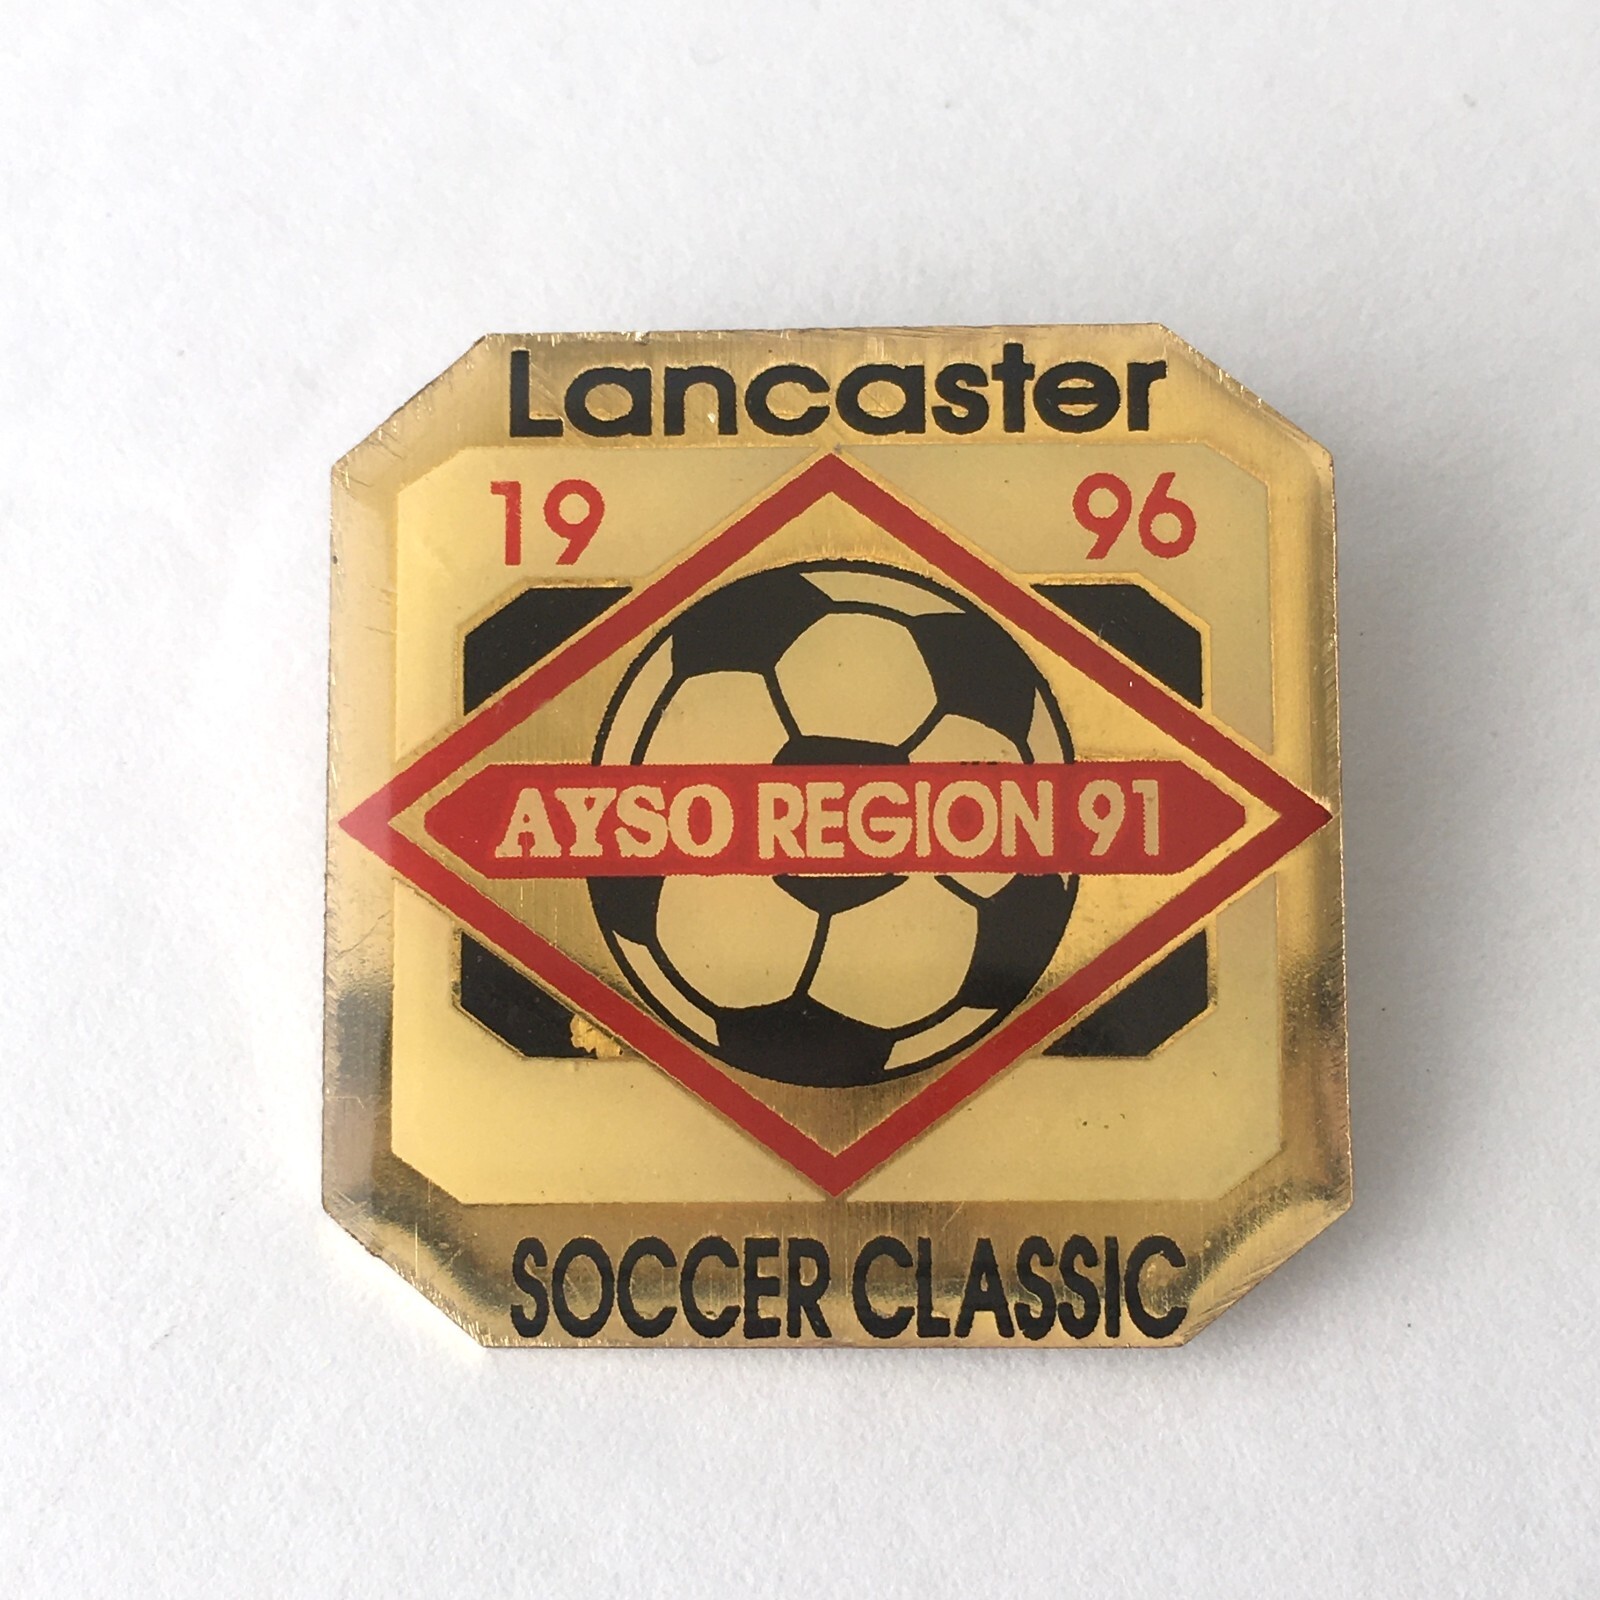 Lancaster
19 96
AYSO REGION 91
SOCCER CLASSIC